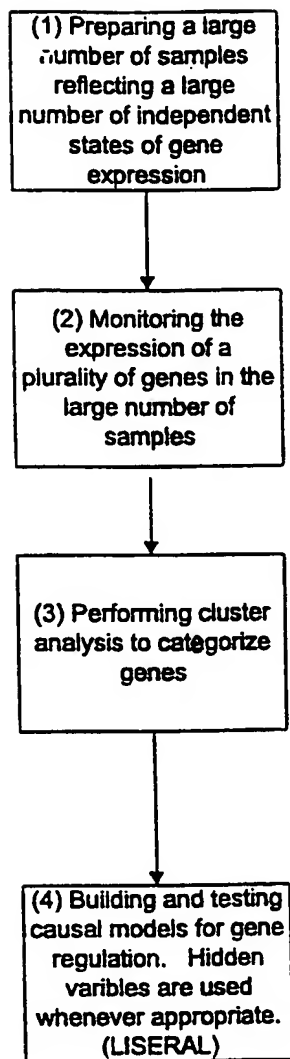 (1) Preparing a large
number of samples
reflecting a large
number of independent
states of gene
expression
(2) Monitoring the
expression of a
plurality of genes in the
large number of
samples
(3) Performing cluster
analysis to categorize
genes
(4) Building and testing
causal models for gene
regulation. Hidden
varibles are used
whenever appropriate.
(LISERAL)